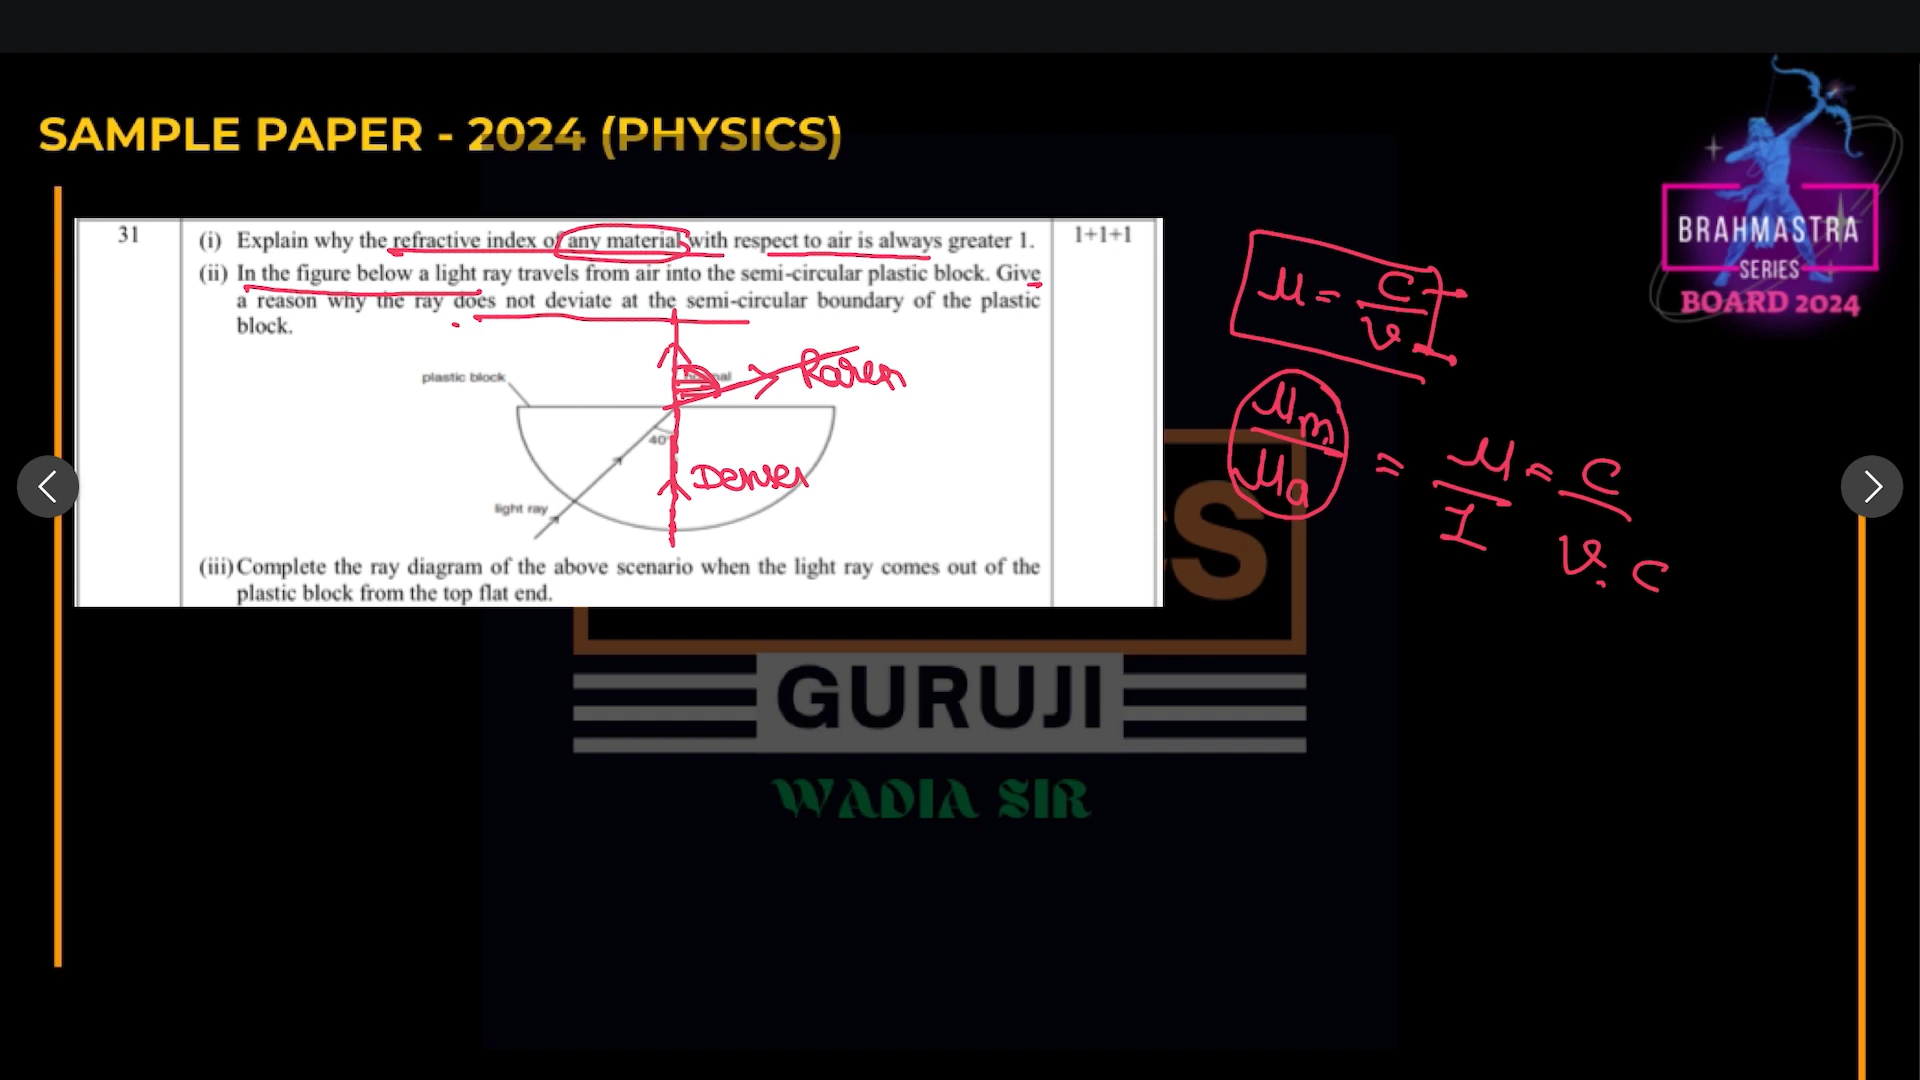 SAMPLE PAPER - 2024 (PHYSICS)
BRAHMASTRA
SERIES
BOARD 2024
31
(i) Explain why the refractive index of any material with respect to air is always greater 1.
1+1+1
(ii) In the figure below a light ray travels from air into the semi-circular plastic block. Give
a reason why the ray does not deviate at the semi-circular boundary of the plastic
block.
plastic block
Rarer
40°
Denser
light ray
(iii) Complete the ray diagram of the above scenario when the light ray comes out of the
plastic block from the top flat end.
μ = c/v
μm/μa = μ/1 = c/v. c
GURUJI
WADIA SIR